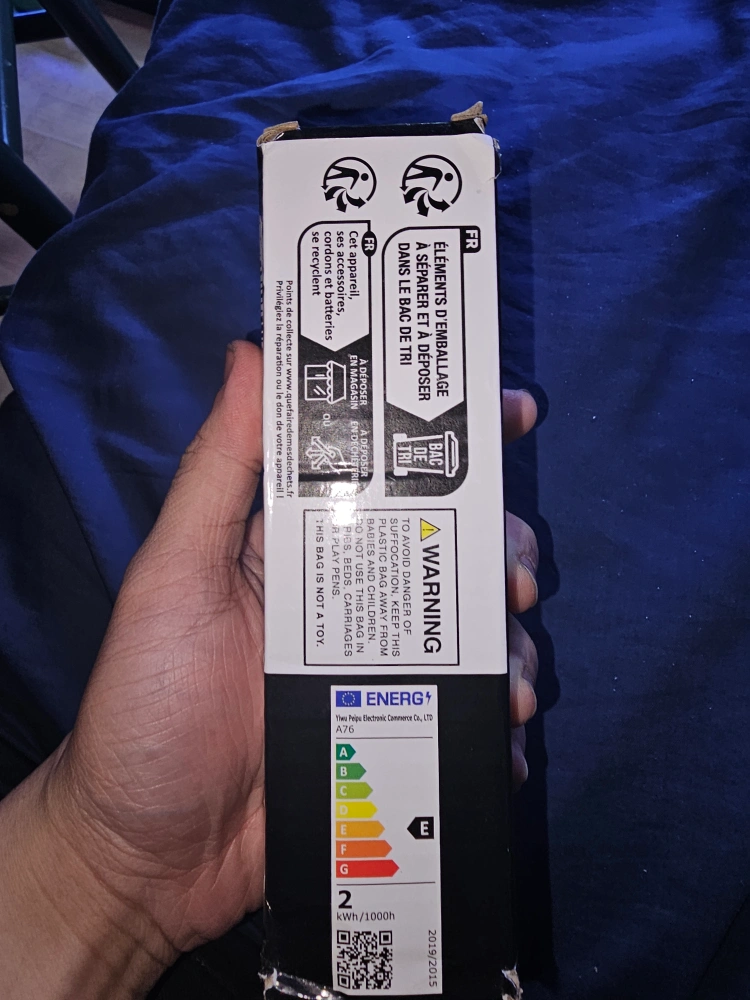 FR
ÉLÉMENTS D'EMBALLAGE
À SÉPARER ET À DÉPOSER
DANS LE BAC DE TRI
BAC
DE
TRI
FR
Cet appareil,
ses accessoires,
cordons et batteries
se recyclent
À DÉPOSER
EN MAGASIN
OU
À DÉPOSER
EN DÉCHÈTERIE
Points de collecte sur www.quefairedemesdechets.fr
Privilégiez la réparation ou le don de votre appareil !
WARNING
TO AVOID DANGER OF
SUFFOCATION, KEEP THIS
PLASTIC BAG AWAY FROM
BABIES AND CHILDREN.
DO NOT USE THIS BAG IN
CRIBS, BEDS, CARRIAGES
OR PLAY PENS.
THIS BAG IS NOT A TOY.
ENERG
Yiwu Peipu Electronic Commerce Co., LTD
A76
A
B
C
D
E
F
G
E
2
kWh/1000h
2019/2015